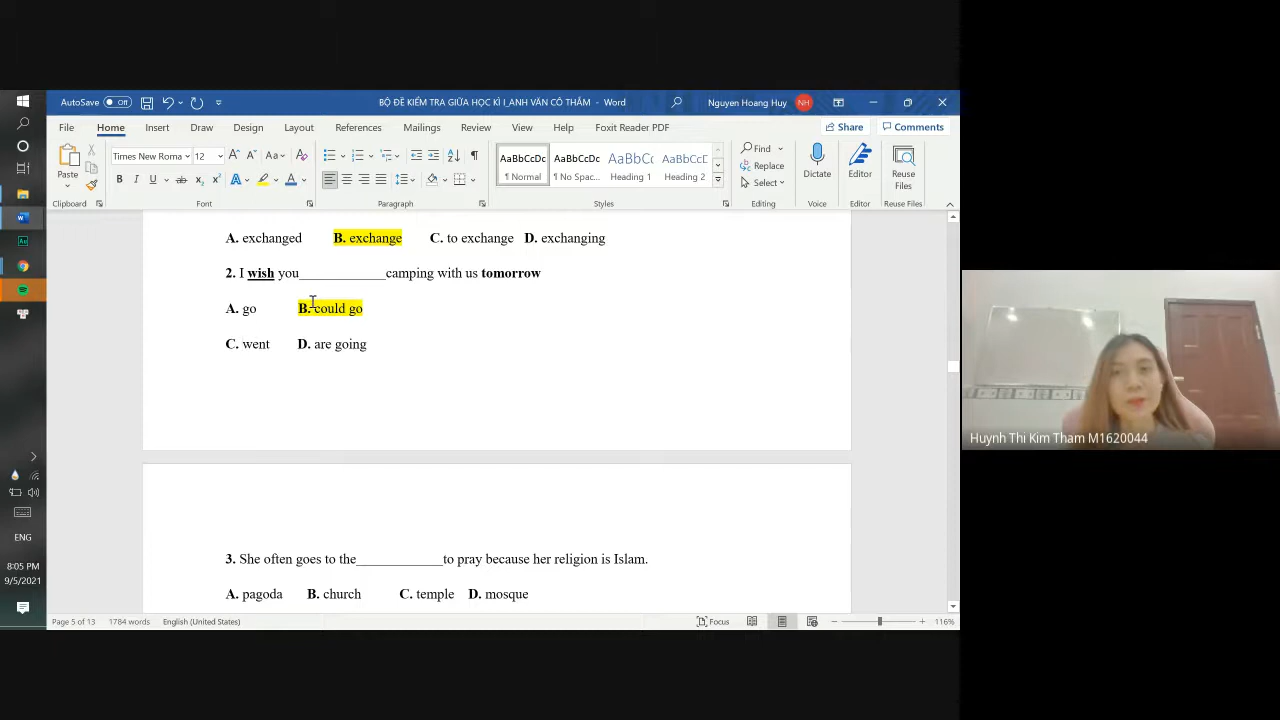 AutoSave Off
BỘ ĐỀ KIỂM TRA GIỮA HỌC KÌ I_ANH VĂN CÔ THẮM - Word
Nguyen Hoang Huy NH
File Home Insert Draw Design Layout References Mailings Review View Help Foxit Reader PDF
Share Comments
Paste
Times New Roma 12
AaBbCcDc AaBbCcDc AaBbC AaBbCcD
¶ Normal ¶ No Spac... Heading 1 Heading 2
Find
Replace
Select
Dictate
Editor
Reuse
Files
Clipboard Font Paragraph Styles Editing Voice Editor Reuse Files
A. exchanged B. exchange C. to exchange D. exchanging
2. I wish you____________camping with us tomorrow
A. go B. could go
C. went D. are going
3. She often goes to the____________to pray because her religion is Islam.
A. pagoda B. church C. temple D. mosque
Huynh Thi Kim Tham M1620044
ENG
8:05 PM
9/5/2021
Page 5 of 13 1784 words English (United States)
Focus
116%